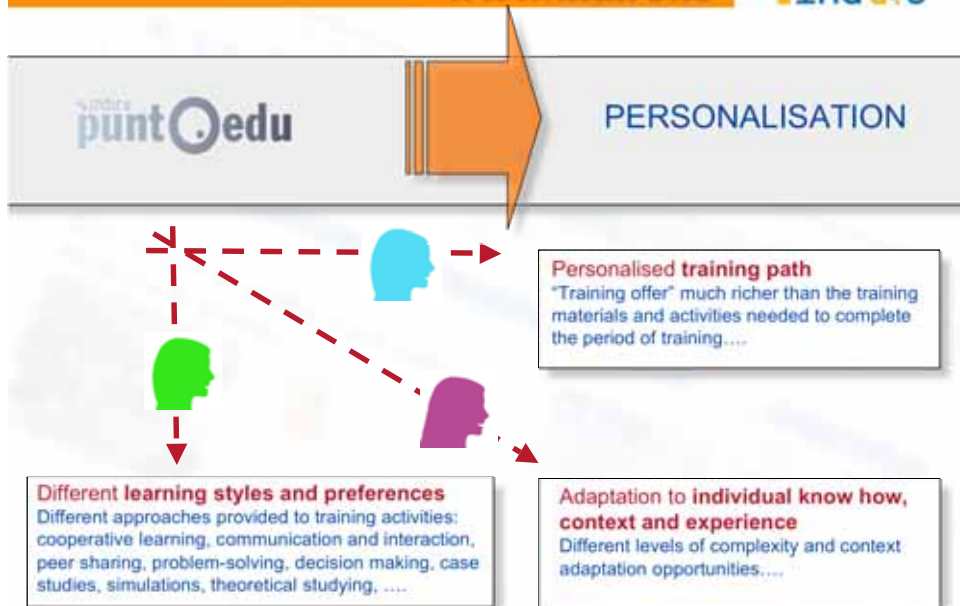 indire
punt.edu
PERSONALISATION
Personalised training path
"Training offer" much richer than the training
materials and activities needed to complete
the period of training....
Different learning styles and preferences
Different approaches provided to training activities:
cooperative learning, communication and interaction,
peer sharing, problem-solving, decision making, case
studies, simulations, theoretical studying, ....
Adaptation to individual know how,
context and experience
Different levels of complexity and context
adaptation opportunities....